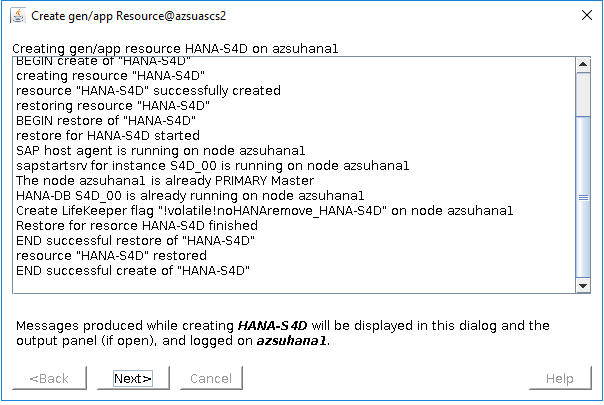 Create gen/app Resource@azsuascs2
Creating gen/app resource HANA-S4D on azsuhana1
BEGIN create of "HANA-S4D"
creating resource "HANA-S4D"
resource "HANA-S4D" successfully created
restoring resource "HANA-S4D"
BEGIN restore of "HANA-S4D"
restore for HANA-S4D started
SAP host agent is running on node azsuhana1
sapstartsrv for instance S4D_00 is running on node azsuhana1
The node azsuhana1 is already PRIMARY Master
HANA-DB S4D_00 is already running on node azsuhana1
Create LifeKeeper flag "!volatile!noHANAremove_HANA-S4D" on node azsuhana1
Restore for resorce HANA-S4D finished
END successful restore of "HANA-S4D"
resource "HANA-S4D" restored
END successful create of "HANA-S4D"
Messages produced while creating HANA-S4D will be displayed in this dialog and the
output panel (if open), and logged on azsuhana1.
<Back Next> Cancel Help